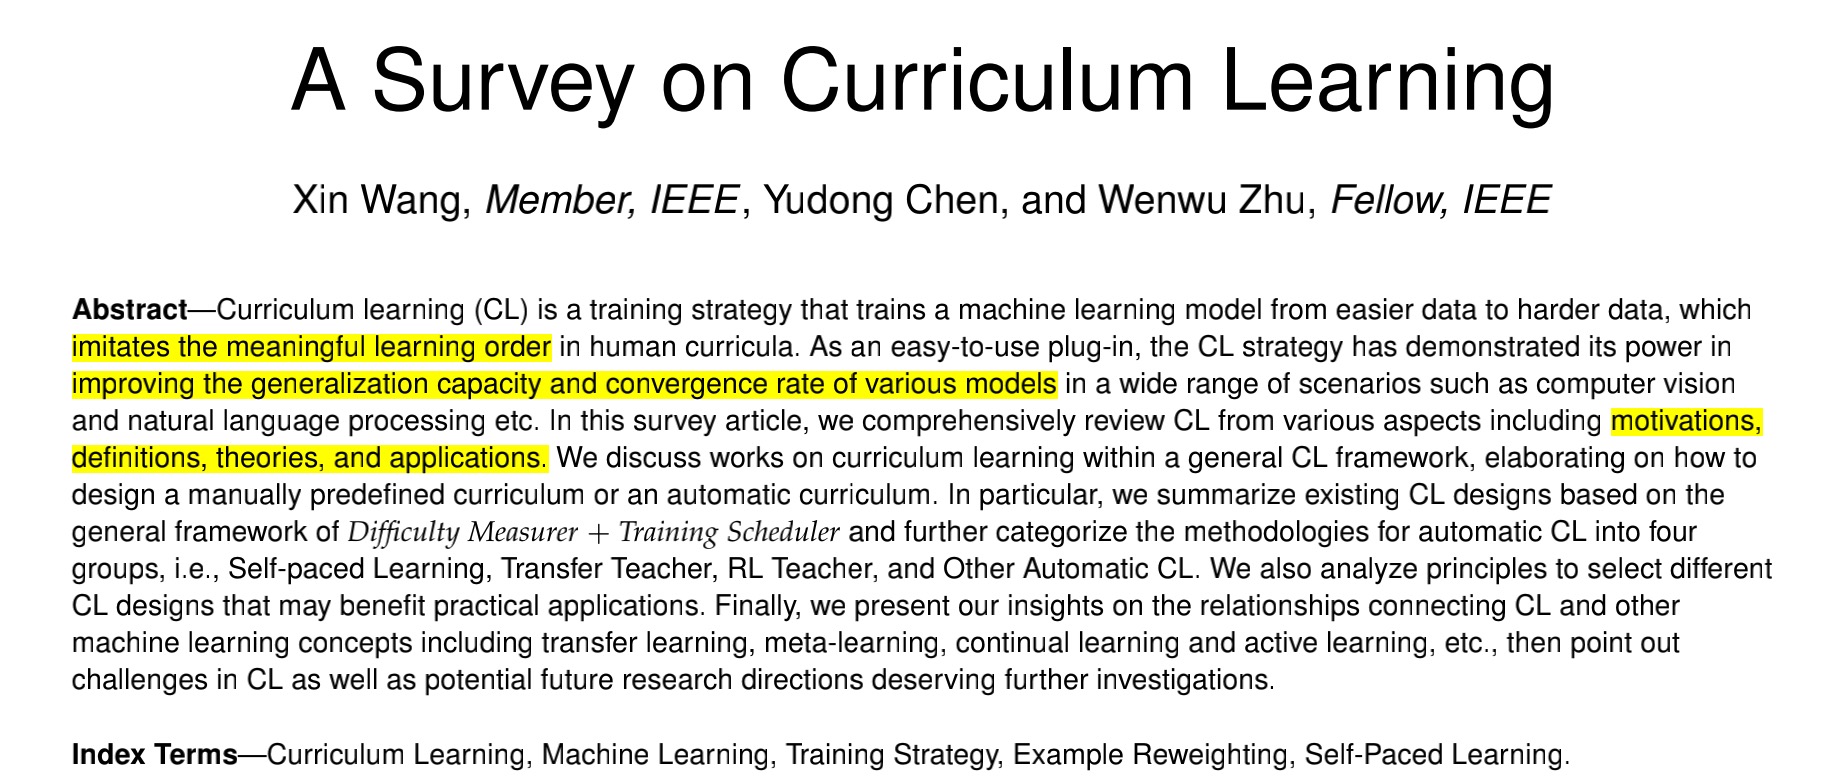 A Survey on Curriculum Learning
Xin Wang, Member, IEEE, Yudong Chen, and Wenwu Zhu, Fellow, IEEE
Abstract—Curriculum learning (CL) is a training strategy that trains a machine learning model from easier data to harder data, which
imitates the meaningful learning order in human curricula. As an easy-to-use plug-in, the CL strategy has demonstrated its power in
improving the generalization capacity and convergence rate of various models in a wide range of scenarios such as computer vision
and natural language processing etc. In this survey article, we comprehensively review CL from various aspects including motivations,
definitions, theories, and applications. We discuss works on curriculum learning within a general CL framework, elaborating on how to
design a manually predefined curriculum or an automatic curriculum. In particular, we summarize existing CL designs based on the
general framework of Difficulty Measurer + Training Scheduler and further categorize the methodologies for automatic CL into four
groups, i.e., Self-paced Learning, Transfer Teacher, RL Teacher, and Other Automatic CL. We also analyze principles to select different
CL designs that may benefit practical applications. Finally, we present our insights on the relationships connecting CL and other
machine learning concepts including transfer learning, meta-learning, continual learning and active learning, etc., then point out
challenges in CL as well as potential future research directions deserving further investigations.
Index Terms—Curriculum Learning, Machine Learning, Training Strategy, Example Reweighting, Self-Paced Learning.